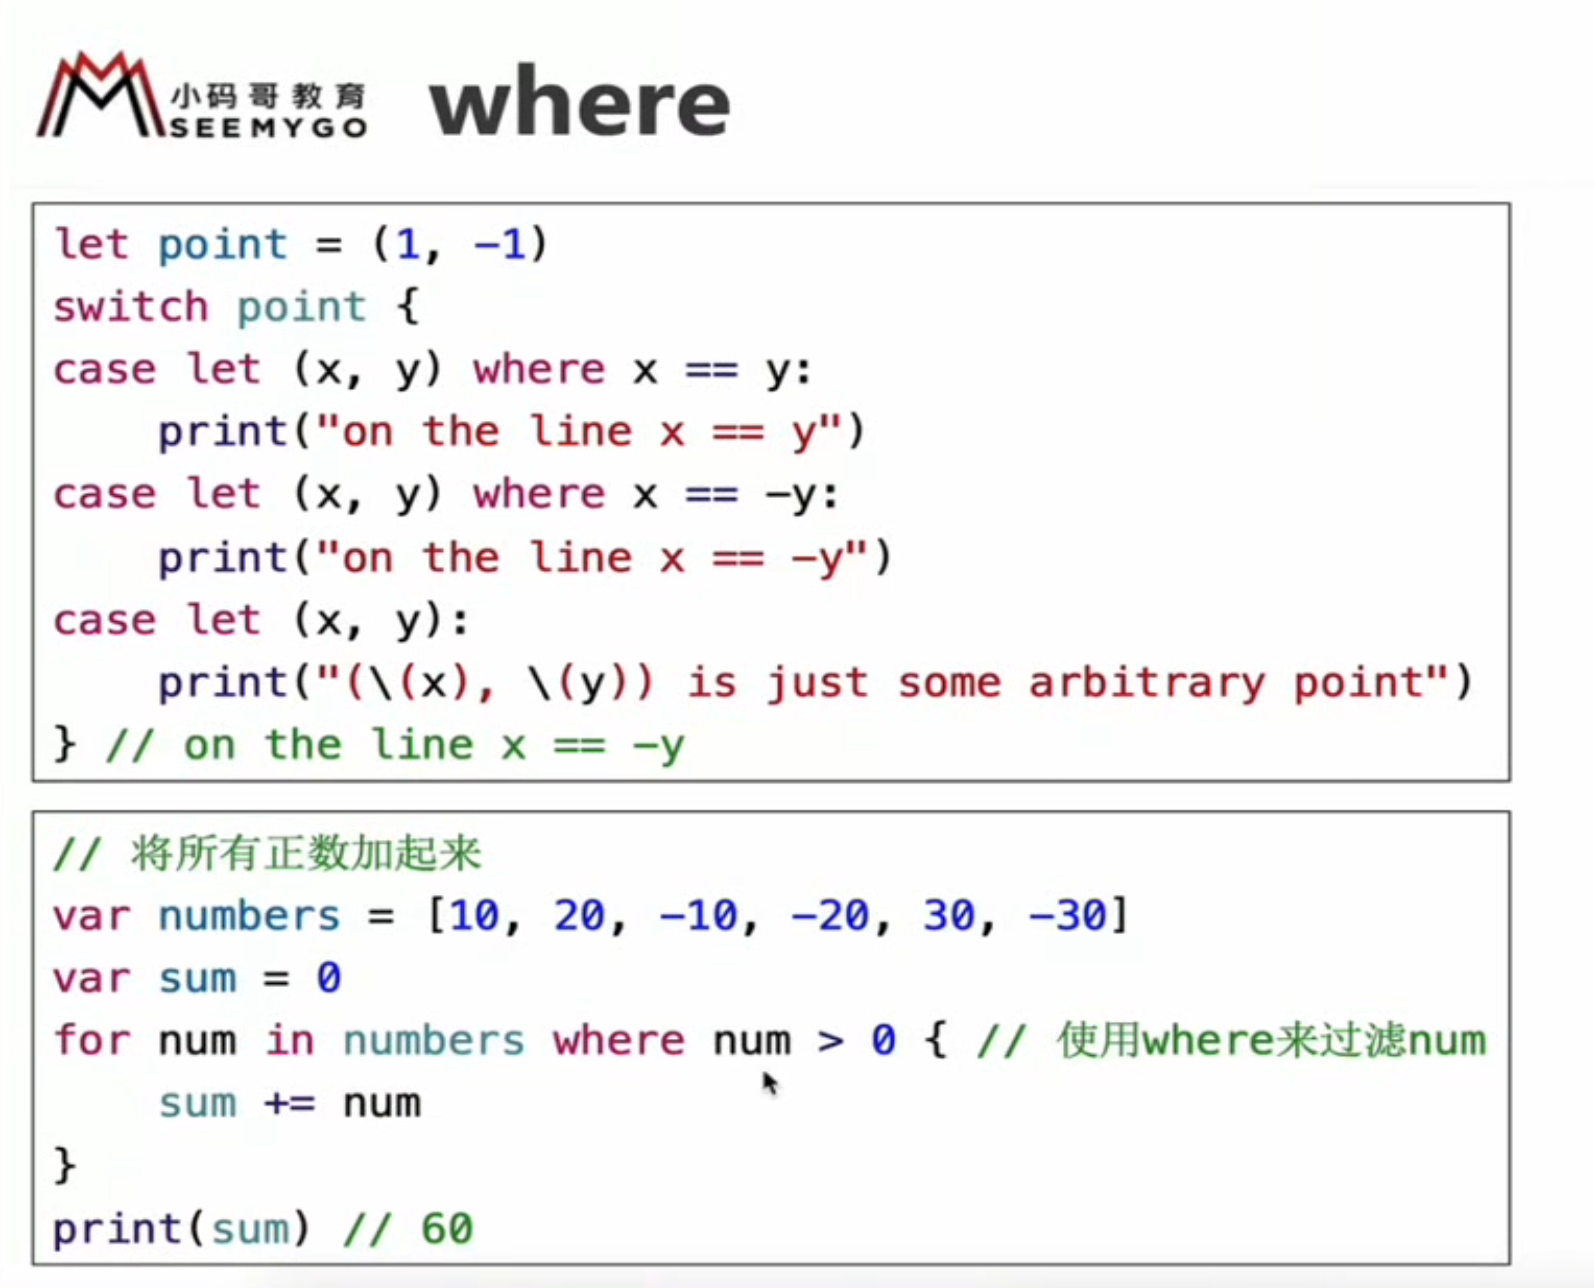 小码哥教育
SEEMYGO
where
let point = (1, -1)
switch point {
case let (x, y) where x == y:
    print("on the line x == y")
case let (x, y) where x == -y:
    print("on the line x == -y")
case let (x, y):
    print("(\(x), \(y)) is just some arbitrary point")
} // on the line x == -y
// 将所有正数加起来
var numbers = [10, 20, -10, -20, 30, -30]
var sum = 0
for num in numbers where num > 0 { // 使用where来过滤num
    sum += num
}
print(sum) // 60